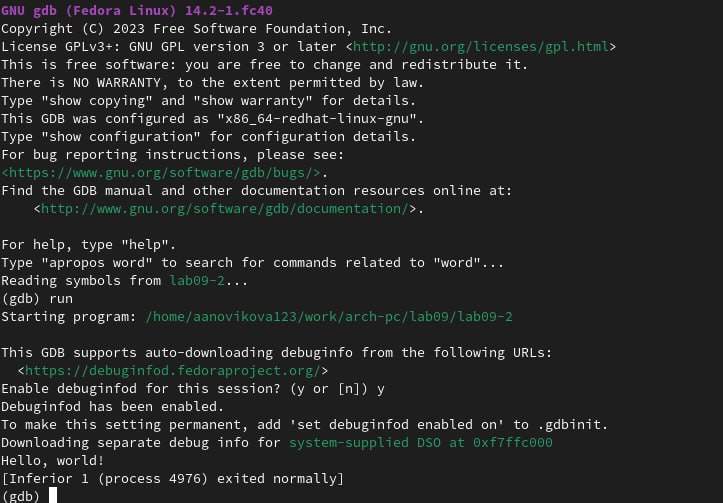 GNU gdb (Fedora Linux) 14.2-1.fc40
Copyright (C) 2023 Free Software Foundation, Inc.
License GPLv3+: GNU GPL version 3 or later <http://gnu.org/licenses/gpl.html>
This is free software: you are free to change and redistribute it.
There is NO WARRANTY, to the extent permitted by law.
Type "show copying" and "show warranty" for details.
This GDB was configured as "x86_64-redhat-linux-gnu".
Type "show configuration" for configuration details.
For bug reporting instructions, please see:
<https://www.gnu.org/software/gdb/bugs/>.
Find the GDB manual and other documentation resources online at:
    <http://www.gnu.org/software/gdb/documentation/>.

For help, type "help".
Type "apropos word" to search for commands related to "word"...
Reading symbols from lab09-2...
(gdb) run
Starting program: /home/aanovikova123/work/arch-pc/lab09/lab09-2

This GDB supports auto-downloading debuginfo from the following URLs:
  <https://debuginfod.fedoraproject.org/>
Enable debuginfod for this session? (y or [n]) y
Debuginfod has been enabled.
To make this setting permanent, add 'set debuginfod enabled on' to .gdbinit.
Downloading separate debug info for system-supplied DSO at 0xf7ffc000
Hello, world!
[Inferior 1 (process 4976) exited normally]
(gdb)